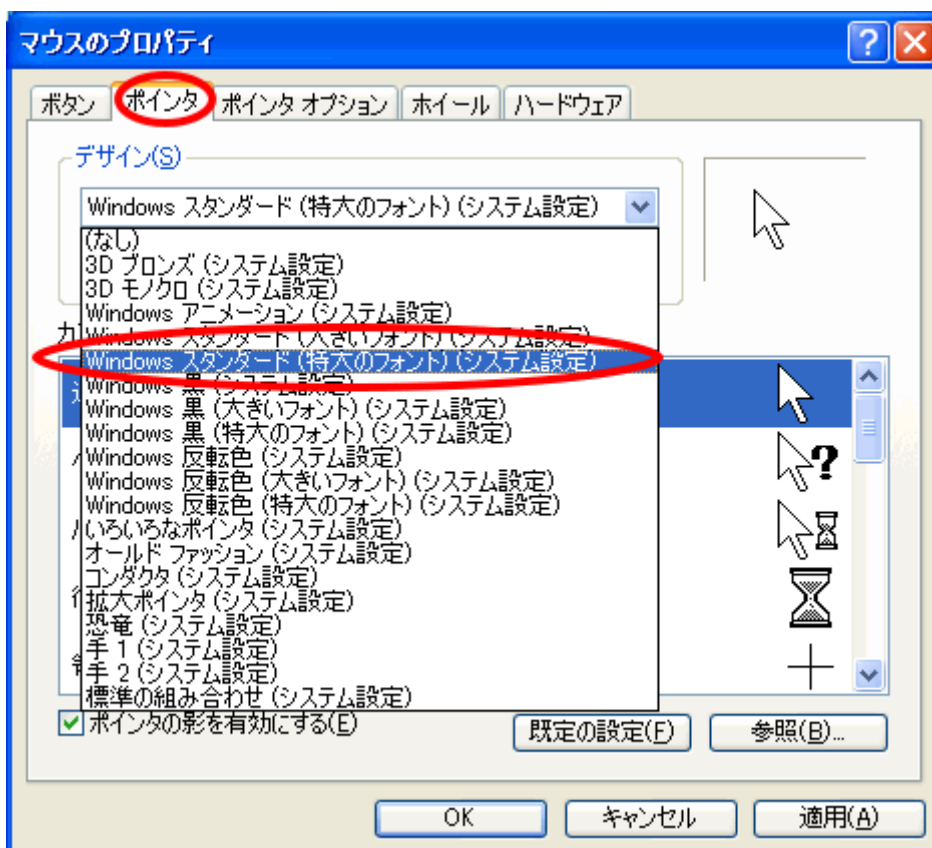 マウスのプロパティ
ボタン ポインタ ポインタ オプション ホイール ハードウェア
デザイン(S)
Windows スタンダード (特大のフォント) (システム設定)
(なし)
3D ブロンズ (システム設定)
3D モノクロ (システム設定)
Windows アニメーション (システム設定)
Windows スタンダード (大きいフォント) (システム設定)
Windows スタンダード (特大のフォント) (システム設定)
Windows 黒 (システム設定)
Windows 黒 (大きいフォント) (システム設定)
Windows 黒 (特大のフォント) (システム設定)
Windows 反転色 (システム設定)
Windows 反転色 (大きいフォント) (システム設定)
Windows 反転色 (特大のフォント) (システム設定)
いろいろなポインタ (システム設定)
オールド ファッション (システム設定)
コンダクタ (システム設定)
拡大ポインタ (システム設定)
恐竜 (システム設定)
手 1 (システム設定)
手 2 (システム設定)
標準の組み合わせ (システム設定)
ポインタの影を有効にする(E)
既定の設定(F) 参照(B)...
OK キャンセル 適用(A)